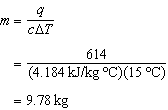 m = q / cΔT
= 614 / (4.184 kJ/kg °C)(15 °C)
= 9.78 kg